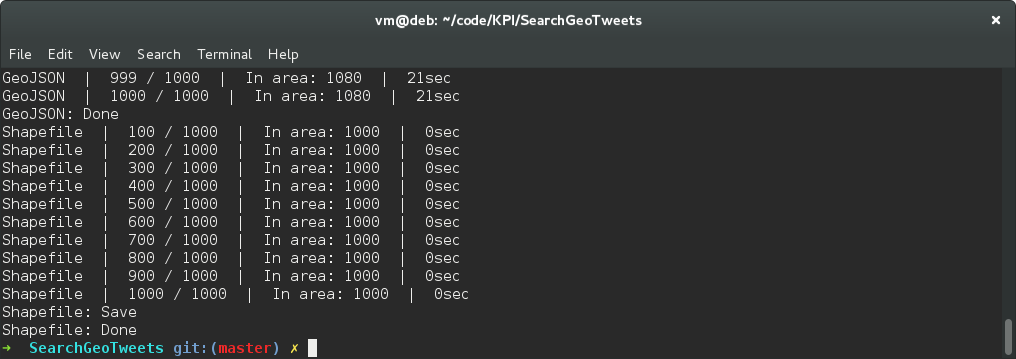 vm@deb: ~/code/KPI/SearchGeoTweets ×
File Edit View Search Terminal Help
GeoJSON | 999 / 1000 | In area: 1080 | 21sec
GeoJSON | 1000 / 1000 | In area: 1080 | 21sec
GeoJSON: Done
Shapefile | 100 / 1000 | In area: 1000 | 0sec
Shapefile | 200 / 1000 | In area: 1000 | 0sec
Shapefile | 300 / 1000 | In area: 1000 | 0sec
Shapefile | 400 / 1000 | In area: 1000 | 0sec
Shapefile | 500 / 1000 | In area: 1000 | 0sec
Shapefile | 600 / 1000 | In area: 1000 | 0sec
Shapefile | 700 / 1000 | In area: 1000 | 0sec
Shapefile | 800 / 1000 | In area: 1000 | 0sec
Shapefile | 900 / 1000 | In area: 1000 | 0sec
Shapefile | 1000 / 1000 | In area: 1000 | 0sec
Shapefile: Save
Shapefile: Done
→ SearchGeoTweets git:(master) ✗